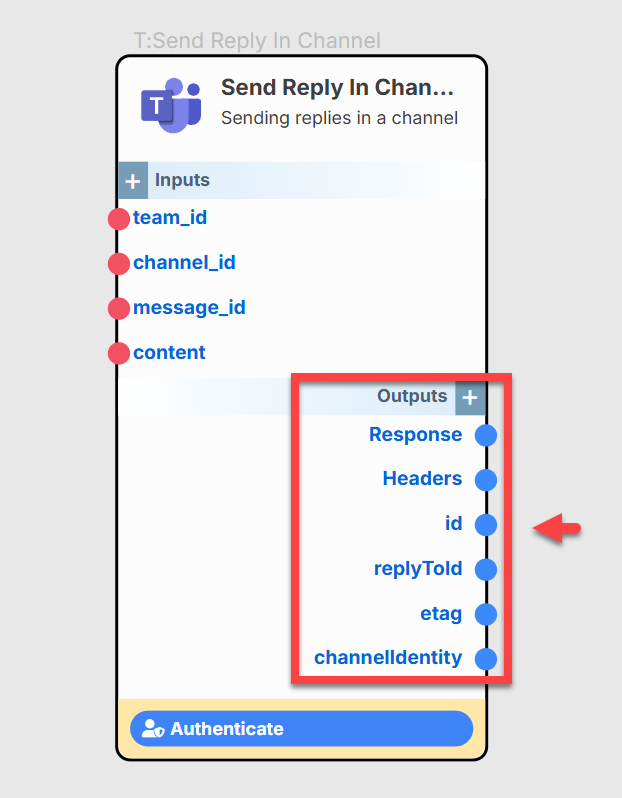 T:Send Reply In Channel
Send Reply In Chan...
Sending replies in a channel
T
+ Inputs
team_id
channel_id
message_id
content
Outputs +
Response
Headers
id
replyToId
etag
channelIdentity
Authenticate